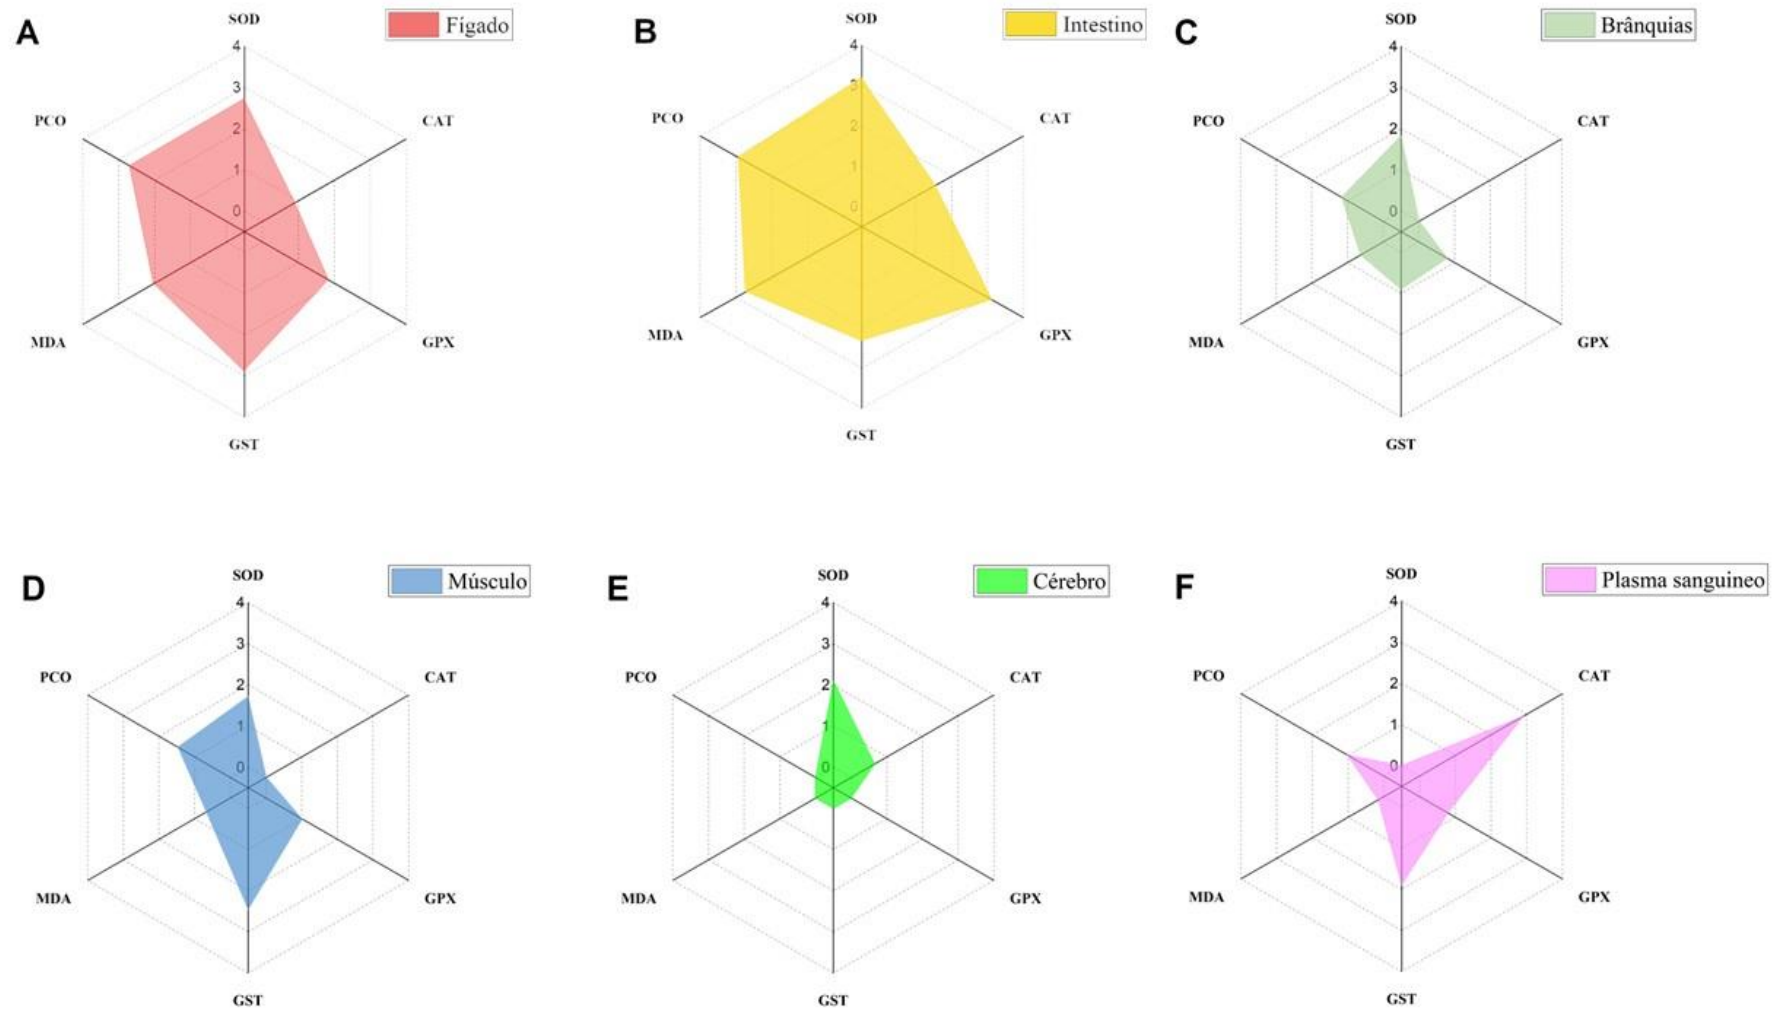 A
SOD
Fígado
4
3
2
1
0
PCO
CAT
MDA
GPX
GST
B
SOD
Intestino
4
3
2
1
0
PCO
CAT
MDA
GPX
GST
C
SOD
Brânquias
4
3
2
1
0
PCO
CAT
MDA
GPX
GST
D
SOD
Músculo
4
3
2
1
0
PCO
CAT
MDA
GPX
GST
E
SOD
Cérebro
4
3
2
1
0
PCO
CAT
MDA
GPX
GST
F
SOD
Plasma sanguineo
4
3
2
1
0
PCO
CAT
MDA
GPX
GST